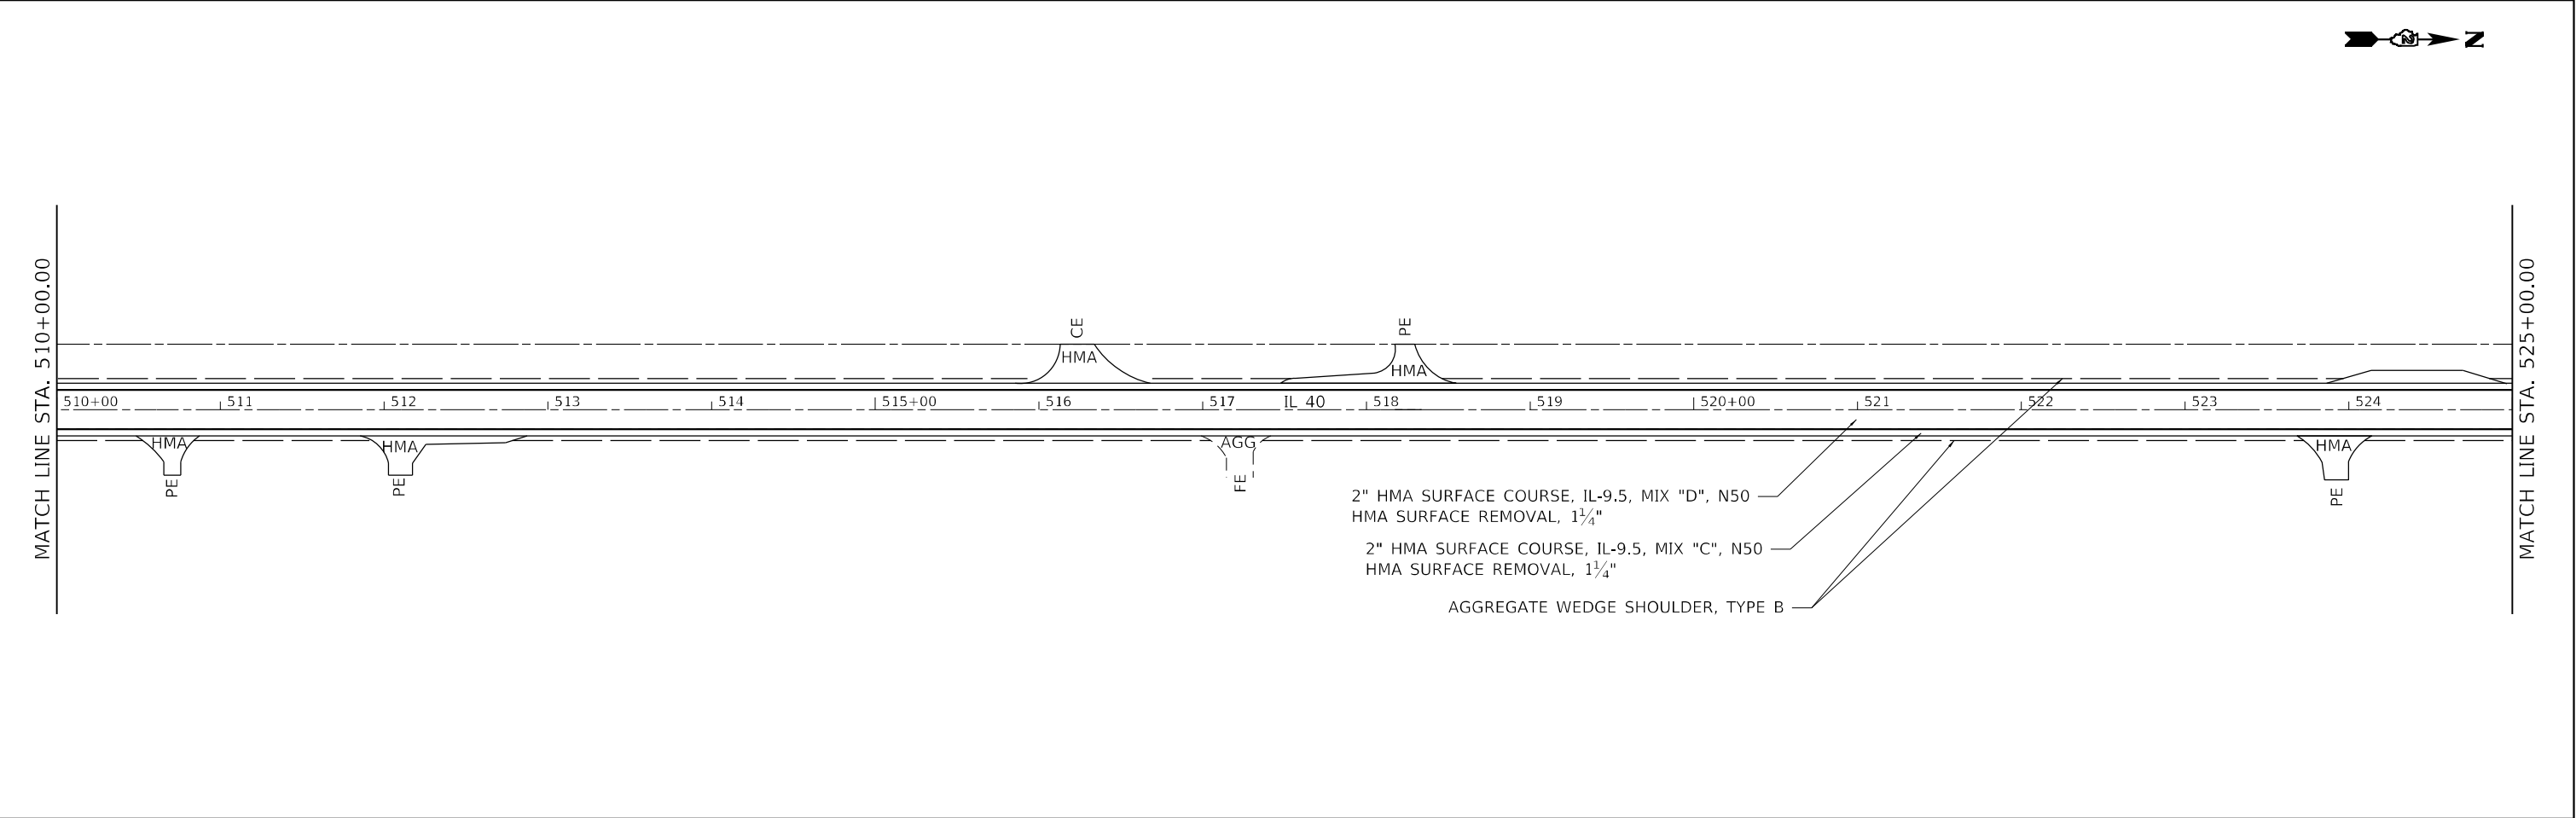 N
2
MATCH LINE STA. 510+00.00
MATCH LINE STA. 525+00.00
CE
PE
HMA
HMA
510+00 511 512 513 514 515+00 516 517 IL 40 518 519 520+00 521 522 523 524
HMA
HMA
AGG
HMA
PE
PE
FE
PE
2" HMA SURFACE COURSE, IL-9.5, MIX "D", N50
HMA SURFACE REMOVAL, 1¼"
2" HMA SURFACE COURSE, IL-9.5, MIX "C", N50
HMA SURFACE REMOVAL, 1¼"
AGGREGATE WEDGE SHOULDER, TYPE B